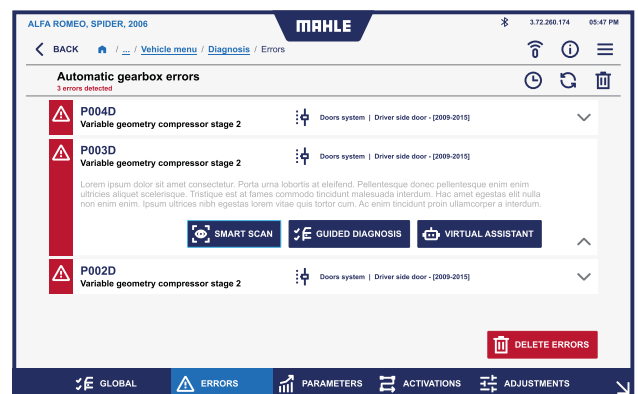 ALFA ROMEO, SPIDER, 2006
MAHLE
3.72.260.174 05:47 PM
BACK / ... / Vehicle menu / Diagnosis / Errors
Automatic gearbox errors
3 errors detected
P004D
Variable geometry compressor stage 2
Doors system | Driver side door - [2009-2015]
P003D
Variable geometry compressor stage 2
Doors system | Driver side door - [2009-2015]
Lorem ipsum dolor sit amet consectetur. Porta urna lobortis at eleifend. Pellentesque donec pellentesque enim enim
ultricies aliquet scelerisque. Tristique est at fames commodo tincidunt malesuada interdum. Hac amet egestas elit nulla
non enim enim. Ipsum ultrices nibh egestas lorem vitae quis tortor cum. Ac enim tincidunt proin ullamcorper a interdum.
SMART SCAN
GUIDED DIAGNOSIS
VIRTUAL ASSISTANT
P002D
Variable geometry compressor stage 2
Doors system | Driver side door - [2009-2015]
DELETE ERRORS
GLOBAL
ERRORS
PARAMETERS
ACTIVATIONS
ADJUSTMENTS